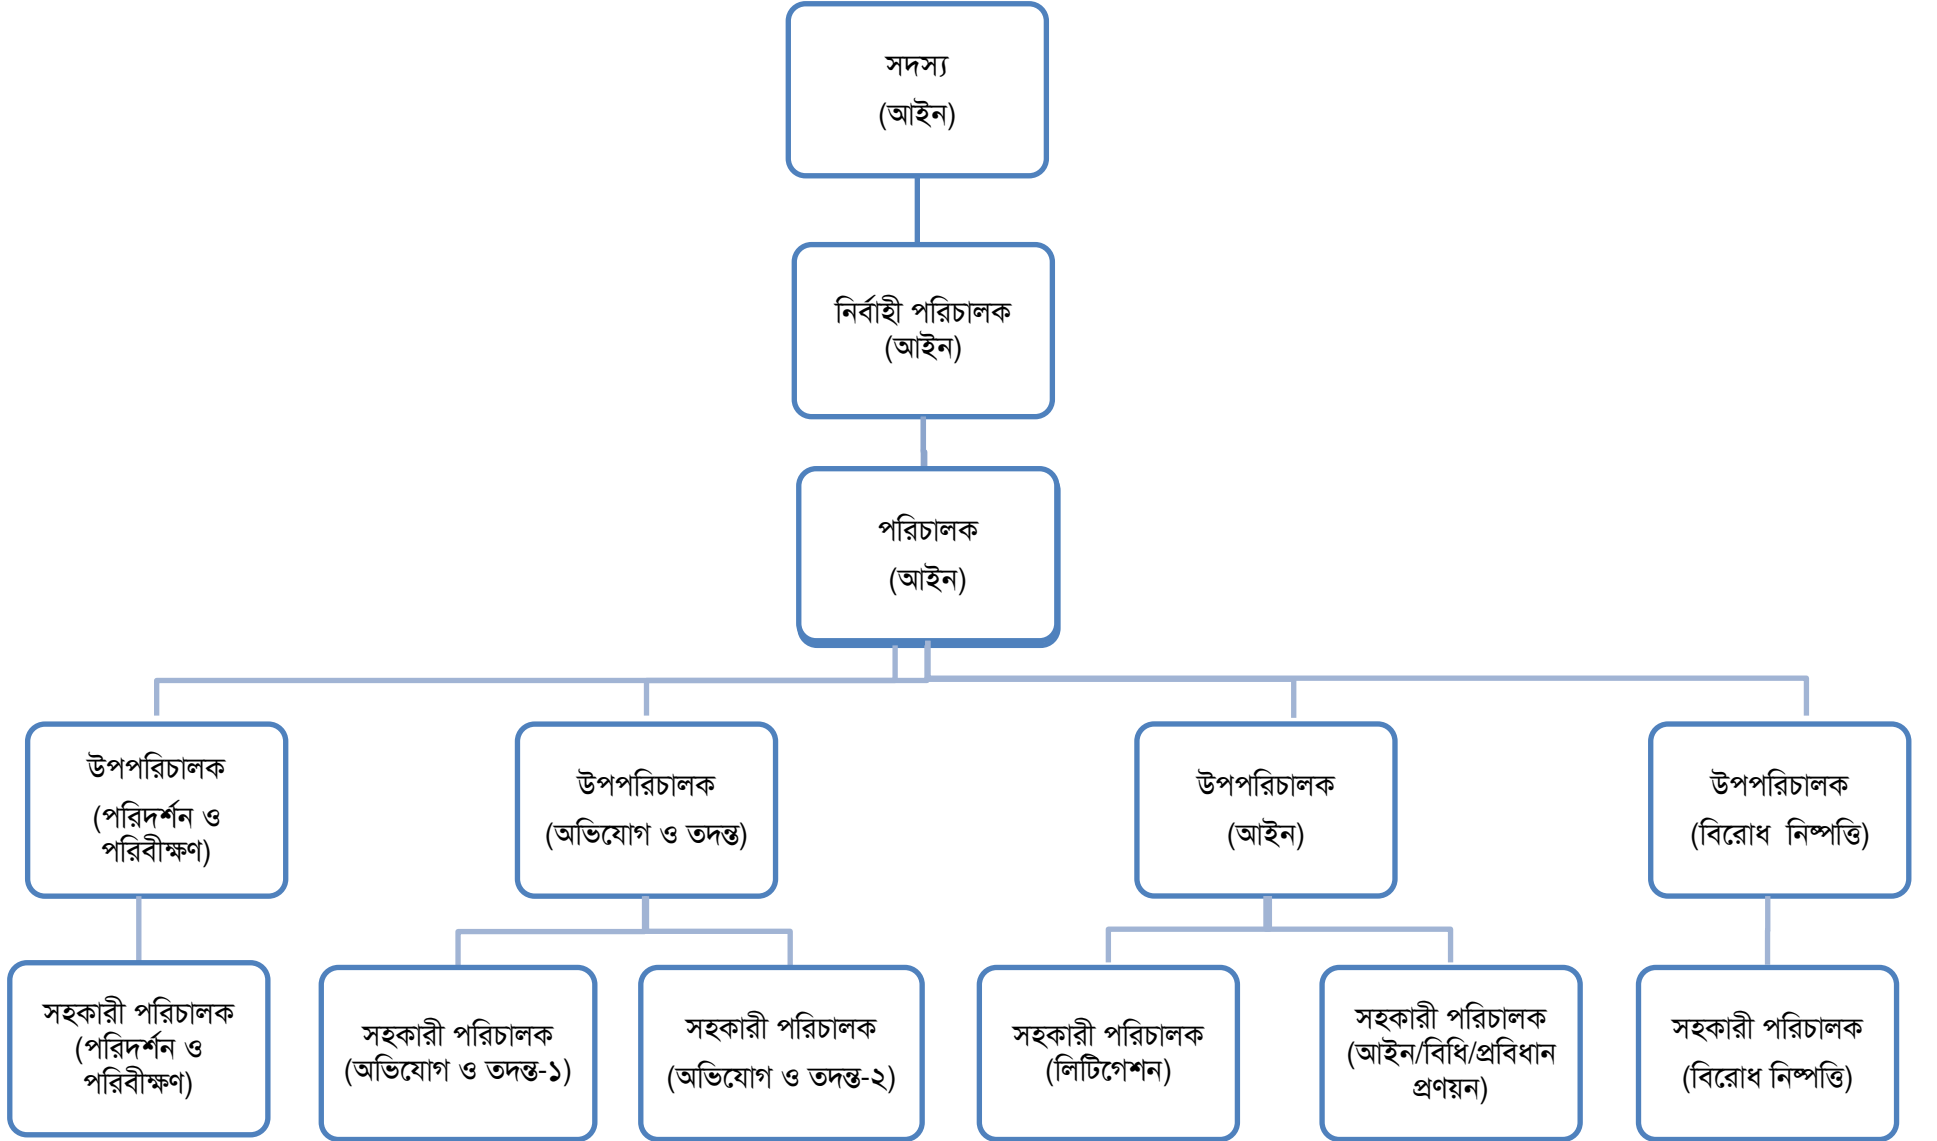 সদস্য
(আইন)
নির্বাহী পরিচালক
(আইন)
পরিচালক
(আইন)
উপপরিচালক
(পরিদর্শন ও
পরিবীক্ষণ)
উপপরিচালক
(অভিযোগ ও তদন্ত)
উপপরিচালক
(আইন)
উপপরিচালক
(বিরোধ  নিষ্পত্তি)
সহকারী পরিচালক
(পরিদর্শন ও
পরিবীক্ষণ)
সহকারী পরিচালক
(অভিযোগ ও তদন্ত-১)
সহকারী পরিচালক
(অভিযোগ ও তদন্ত-২)
সহকারী পরিচালক
(লিটিগেশন)
সহকারী পরিচালক
(আইন/বিধি/প্রবিধান
প্রণয়ন)
সহকারী পরিচালক
(বিরোধ নিষ্পত্তি)